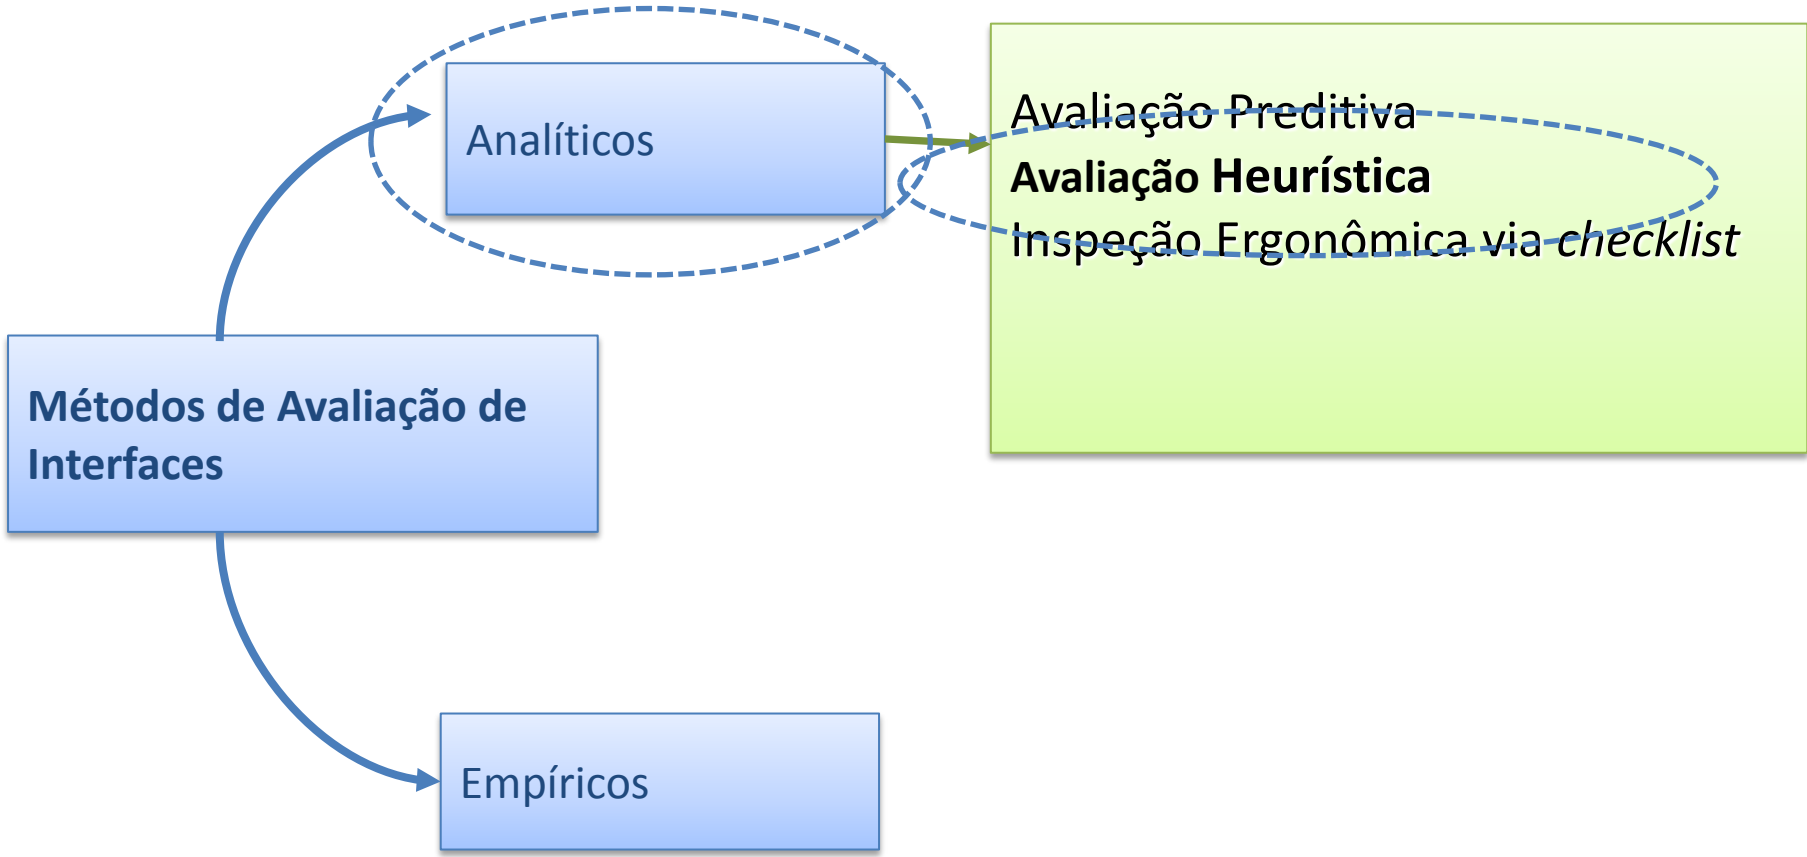 Analíticos
Avaliação Preditiva
Avaliação Heurística
Inspeção Ergonômica via checklist
Métodos de Avaliação de
Interfaces
Empíricos